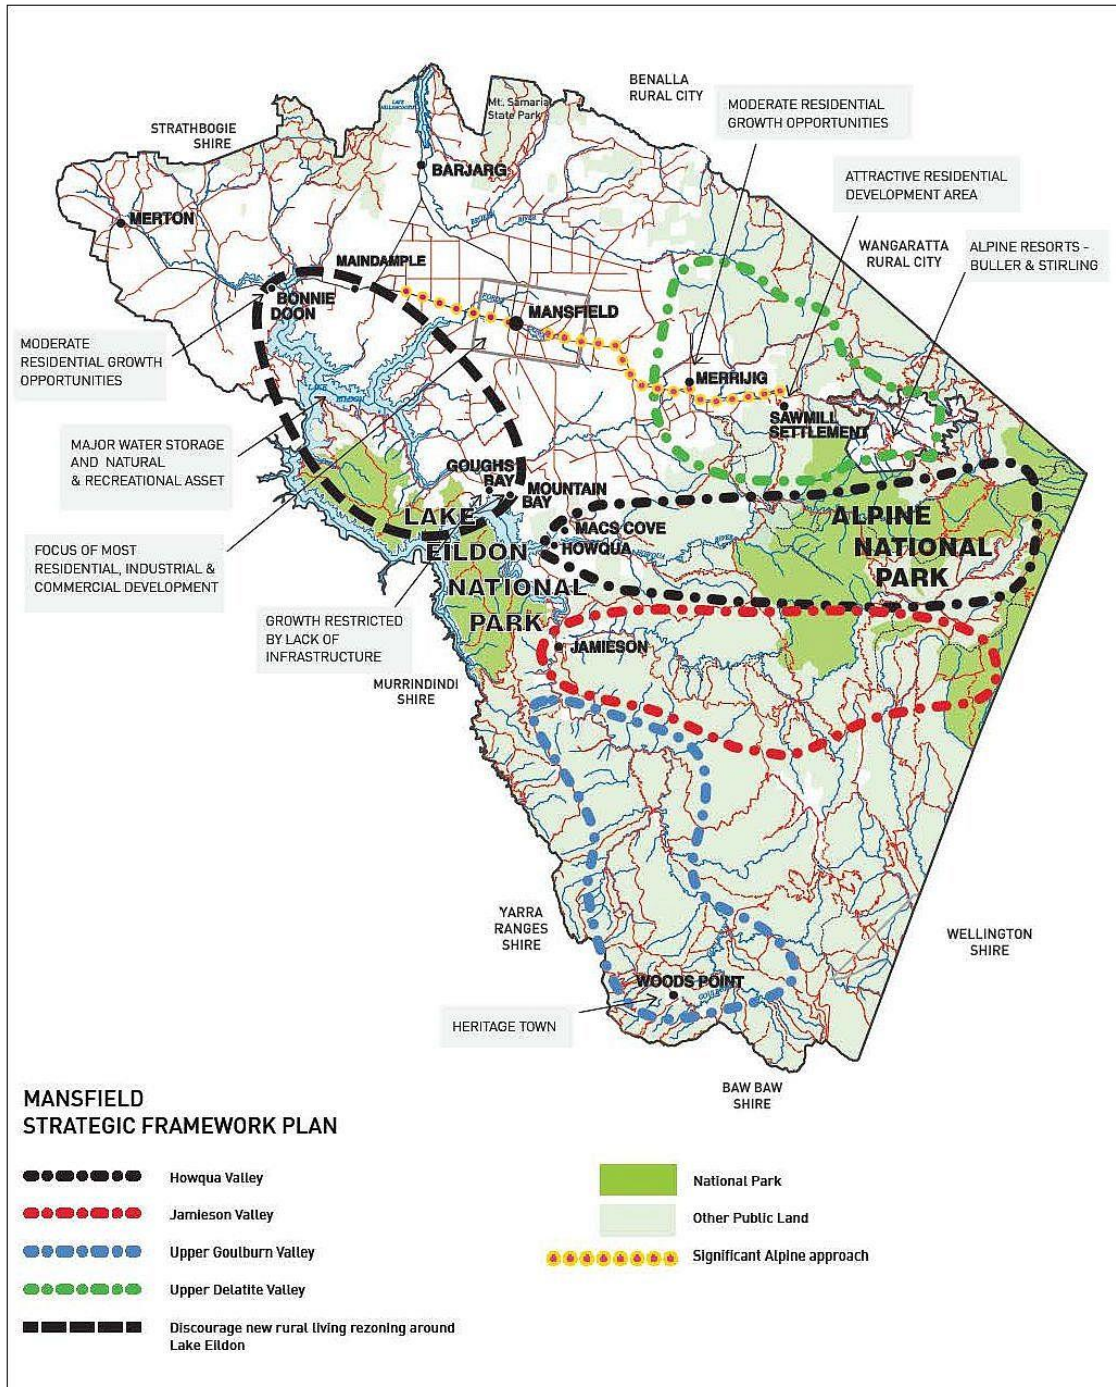 BENALLA
RURAL CITY
MODERATE RESIDENTIAL
GROWTH OPPORTUNITIES
Mt. Samaria
State Park
STRATHBOGIE
SHIRE
BARJARG
ATTRACTIVE RESIDENTIAL
DEVELOPMENT AREA
MERTON
RIVER
WANGARATTA
RURAL CITY
ALPINE RESORTS -
BULLER & STIRLING
MAINDAMPLE
BONNIE
DOON
MANSFIELD
MODERATE
RESIDENTIAL GROWTH
OPPORTUNITIES
MERRIJIG
LAKE
EILDON
SAWMILL
SETTLEMENT
MAJOR WATER STORAGE
AND NATURAL
& RECREATIONAL ASSET
GOUGHS
BAY
MOUNTAIN
BAY
LAKE
EILDON
NATIONAL
PARK
MACS COVE
HOWQUA
HOWQUA
RIVER
ALPINE
NATIONAL
PARK
FOCUS OF MOST
RESIDENTIAL, INDUSTRIAL &
COMMERCIAL DEVELOPMENT
GROWTH RESTRICTED
BY LACK OF
INFRASTRUCTURE
JAMIESON
MURRINDINDI
SHIRE
YARRA
RANGES
SHIRE
WELLINGTON
SHIRE
WOODS POINT
HERITAGE TOWN
BAW BAW
SHIRE
MANSFIELD
STRATEGIC FRAMEWORK PLAN
Howqua Valley
Jamieson Valley
Upper Goulburn Valley
Upper Delatite Valley
Discourage new rural living rezoning around
Lake Eildon
National Park
Other Public Land
Significant Alpine approach